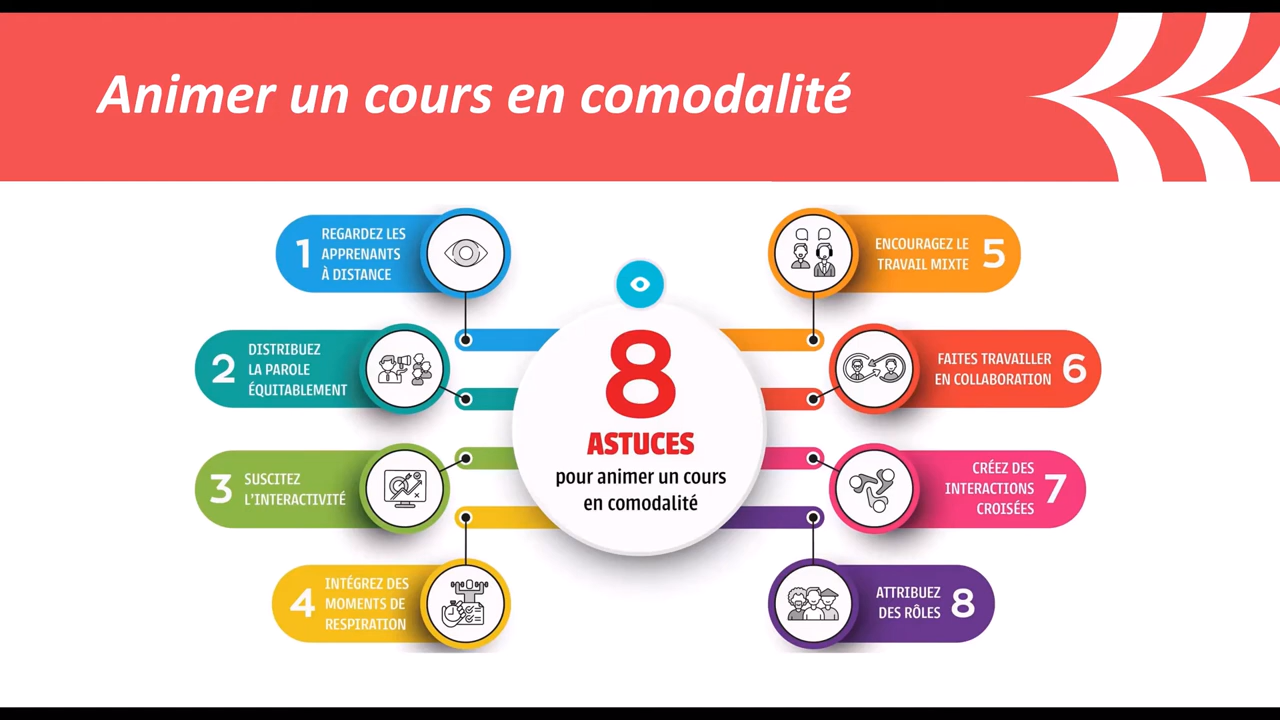 Animer un cours en comodalité
1
REGARDEZ LES
APPRENANTS
À DISTANCE
2
DISTRIBUEZ
LA PAROLE
ÉQUITABLEMENT
3
SUSCITEZ
L'INTERACTIVITÉ
4
INTÉGREZ DES
MOMENTS DE
RESPIRATION
8
ASTUCES
pour animer un cours
en comodalité
ENCOURAGEZ LE
TRAVAIL MIXTE
5
FAITES TRAVAILLER
EN COLLABORATION
6
CRÉEZ DES
INTERACTIONS
CROISÉES
7
ATTRIBUEZ
DES RÔLES
8